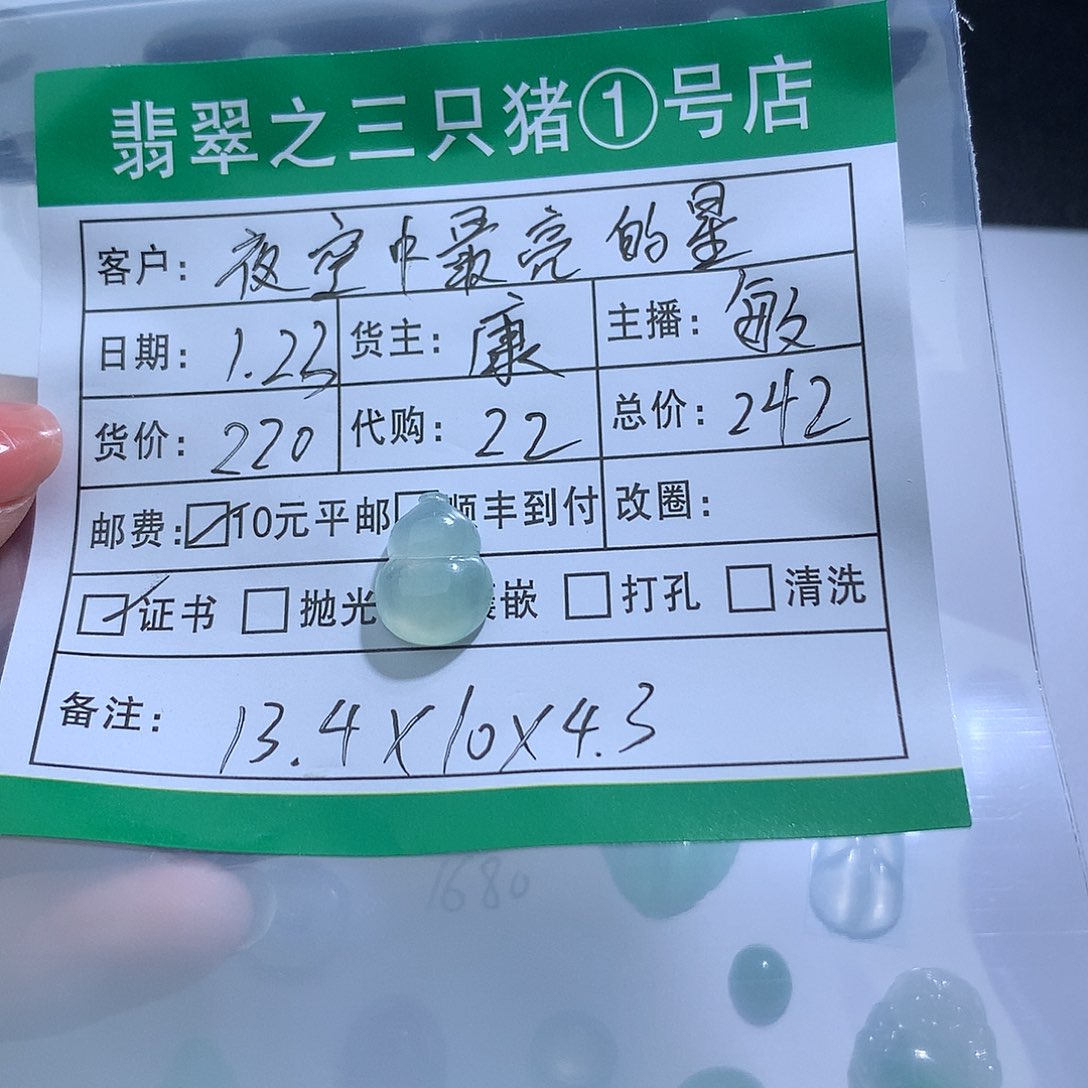 翡翠之三只猪①号店
客户：夜空中最亮的星
日期：1.23 货主：康 主播：敏
货价：220 代购：22 总价：242
邮费：☑10元平邮 □顺丰到付 改圈：
☑证书 □抛光 嵌 □打孔 □清洗
备注：13.4X10X4.3
1680